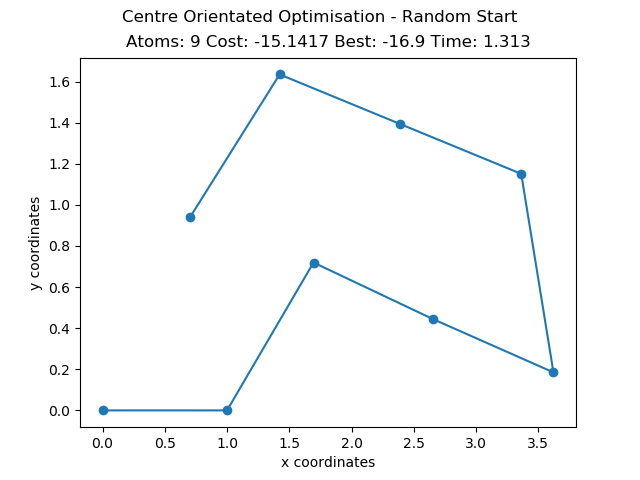 Centre Orientated Optimisation - Random Start
Atoms: 9 Cost: -15.1417 Best: -16.9 Time: 1.313
1.6
1.4
1.2
1.0
0.8
0.6
0.4
0.2
0.0
y coordinates
0.0 0.5 1.0 1.5 2.0 2.5 3.0 3.5
x coordinates